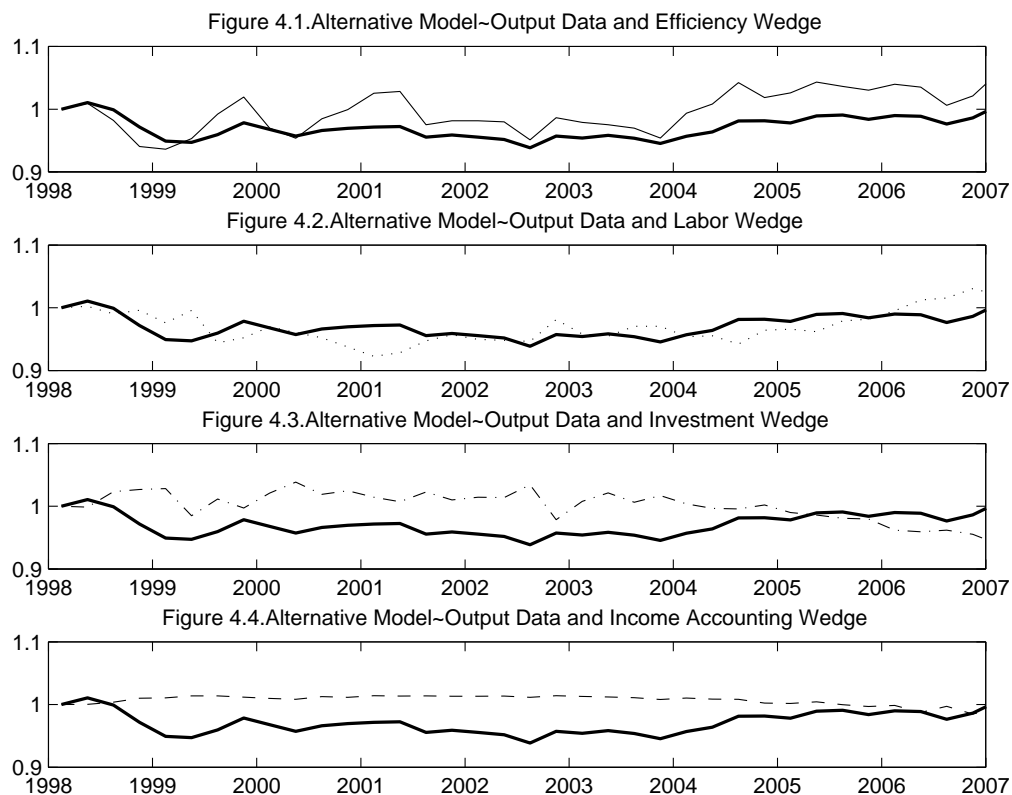 Figure 4.1.Alternative Model~Output Data and Efficiency Wedge
1.1
1
0.9
1998 1999 2000 2001 2002 2003 2004 2005 2006 2007
Figure 4.2.Alternative Model~Output Data and Labor Wedge
1.1
1
0.9
1998 1999 2000 2001 2002 2003 2004 2005 2006 2007
Figure 4.3.Alternative Model~Output Data and Investment Wedge
1.1
1
0.9
1998 1999 2000 2001 2002 2003 2004 2005 2006 2007
Figure 4.4.Alternative Model~Output Data and Income Accounting Wedge
1.1
1
0.9
1998 1999 2000 2001 2002 2003 2004 2005 2006 2007